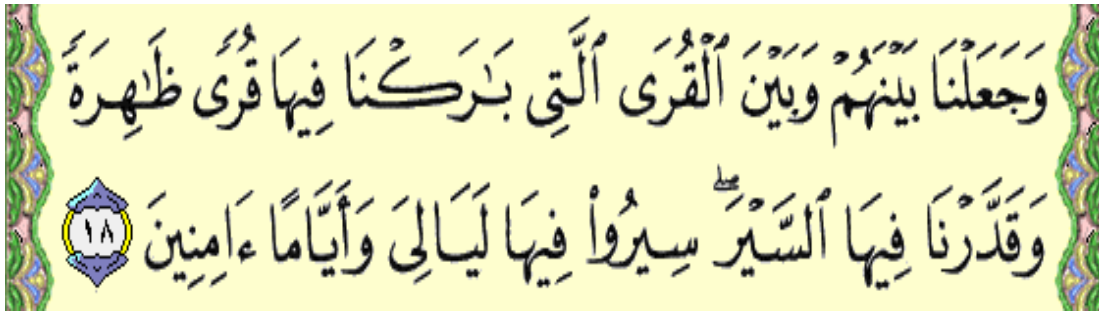 وَجَعَلْنَا بَيْنَهُمْ وَبَيْنَ ٱلْقُرَى ٱلَّتِى بَـٰرَكْنَا فِيهَا قُرًى ظَـٰهِرَةً
وَقَدَّرْنَا فِيهَا ٱلسَّيْرَ ۖ سِيرُوا۟ فِيهَا لَيَالِىَ وَأَيَّامًا ءَامِنِينَ ١٨